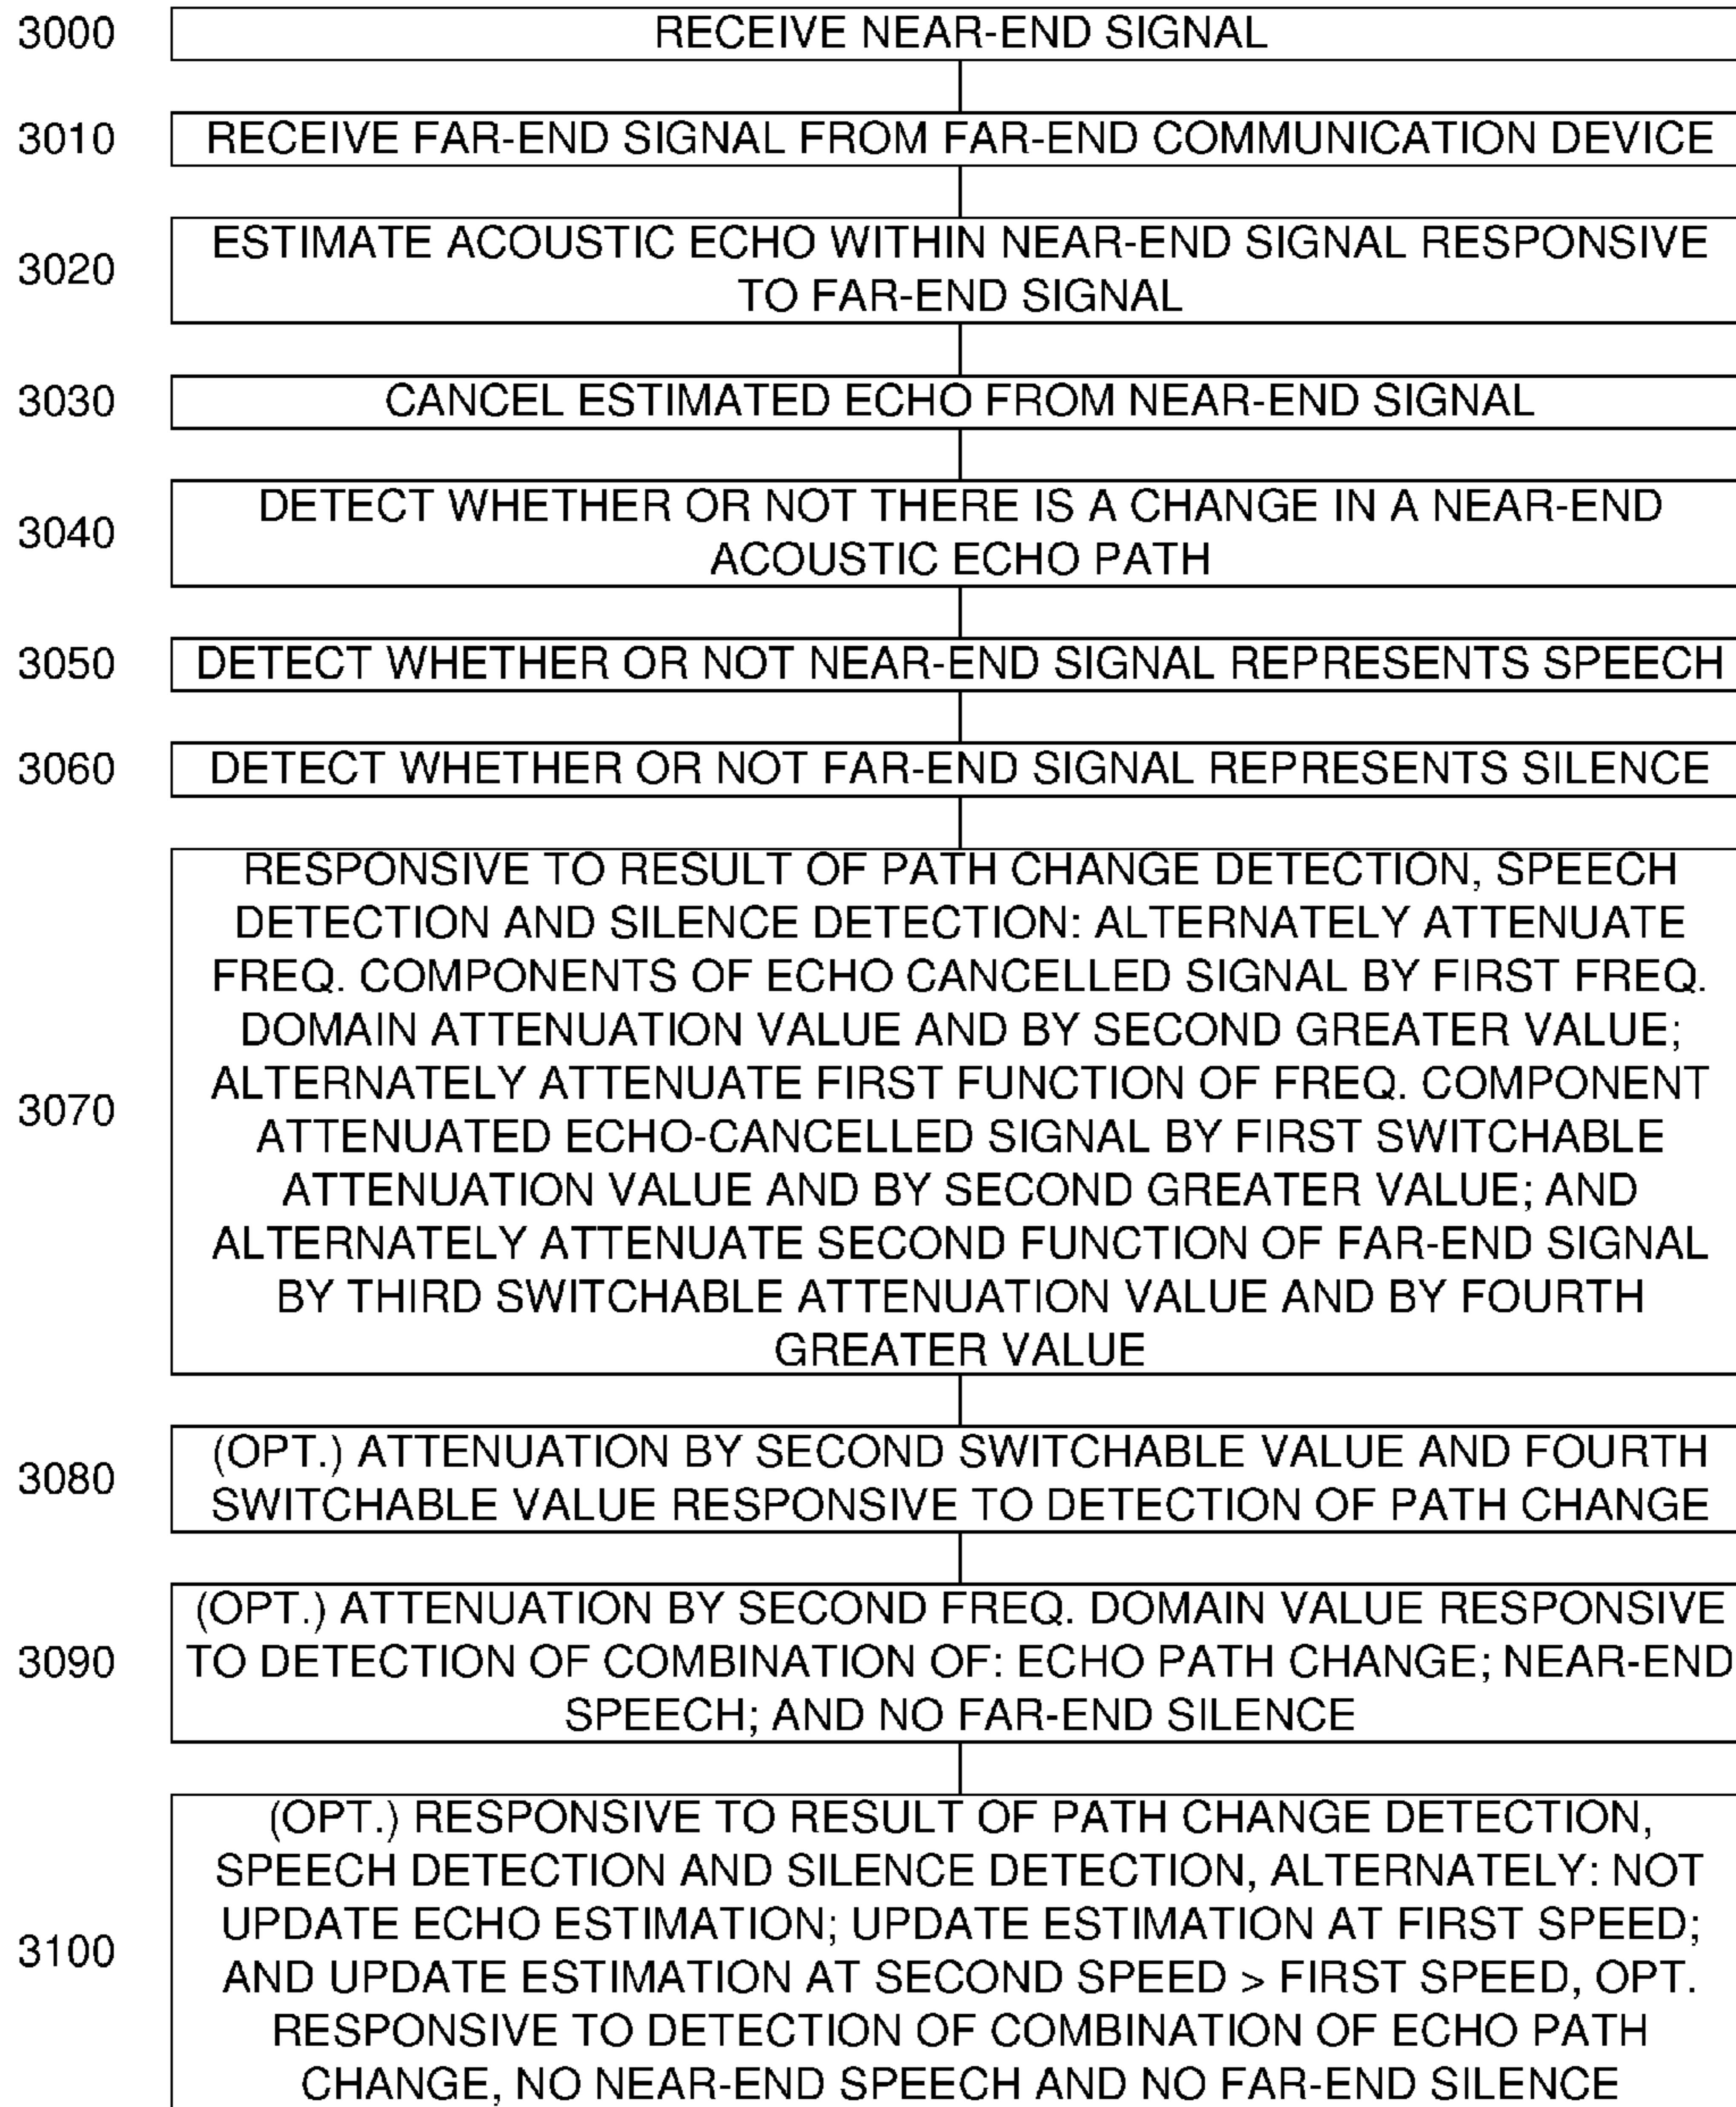 3000
RECEIVE NEAR-END SIGNAL
3010
RECEIVE FAR-END SIGNAL FROM FAR-END COMMUNICATION DEVICE
3020
ESTIMATE ACOUSTIC ECHO WITHIN NEAR-END SIGNAL RESPONSIVE
TO FAR-END SIGNAL
3030
CANCEL ESTIMATED ECHO FROM NEAR-END SIGNAL
3040
DETECT WHETHER OR NOT THERE IS A CHANGE IN A NEAR-END
ACOUSTIC ECHO PATH
3050
DETECT WHETHER OR NOT NEAR-END SIGNAL REPRESENTS SPEECH
3060
DETECT WHETHER OR NOT FAR-END SIGNAL REPRESENTS SILENCE
3070
RESPONSIVE TO RESULT OF PATH CHANGE DETECTION, SPEECH
DETECTION AND SILENCE DETECTION: ALTERNATELY ATTENUATE
FREQ. COMPONENTS OF ECHO CANCELLED SIGNAL BY FIRST FREQ.
DOMAIN ATTENUATION VALUE AND BY SECOND GREATER VALUE;
ALTERNATELY ATTENUATE FIRST FUNCTION OF FREQ. COMPONENT
ATTENUATED ECHO-CANCELLED SIGNAL BY FIRST SWITCHABLE
ATTENUATION VALUE AND BY SECOND GREATER VALUE; AND
ALTERNATELY ATTENUATE SECOND FUNCTION OF FAR-END SIGNAL
BY THIRD SWITCHABLE ATTENUATION VALUE AND BY FOURTH
GREATER VALUE
3080
(OPT.) ATTENUATION BY SECOND SWITCHABLE VALUE AND FOURTH
SWITCHABLE VALUE RESPONSIVE TO DETECTION OF PATH CHANGE
3090
(OPT.) ATTENUATION BY SECOND FREQ. DOMAIN VALUE RESPONSIVE
TO DETECTION OF COMBINATION OF: ECHO PATH CHANGE; NEAR-END
SPEECH; AND NO FAR-END SILENCE
3100
(OPT.) RESPONSIVE TO RESULT OF PATH CHANGE DETECTION,
SPEECH DETECTION AND SILENCE DETECTION, ALTERNATELY: NOT
UPDATE ECHO ESTIMATION; UPDATE ESTIMATION AT FIRST SPEED;
AND UPDATE ESTIMATION AT SECOND SPEED > FIRST SPEED, OPT.
RESPONSIVE TO DETECTION OF COMBINATION OF ECHO PATH
CHANGE, NO NEAR-END SPEECH AND NO FAR-END SILENCE